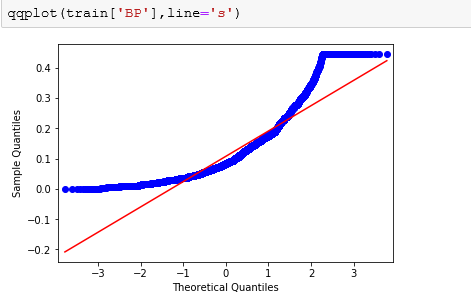 qqplot(train['BP'],line='s')
0.4
0.3
0.2
0.1
0.0
−0.1
−0.2
Sample Quantiles
−3 −2 −1 0 1 2 3
Theoretical Quantiles